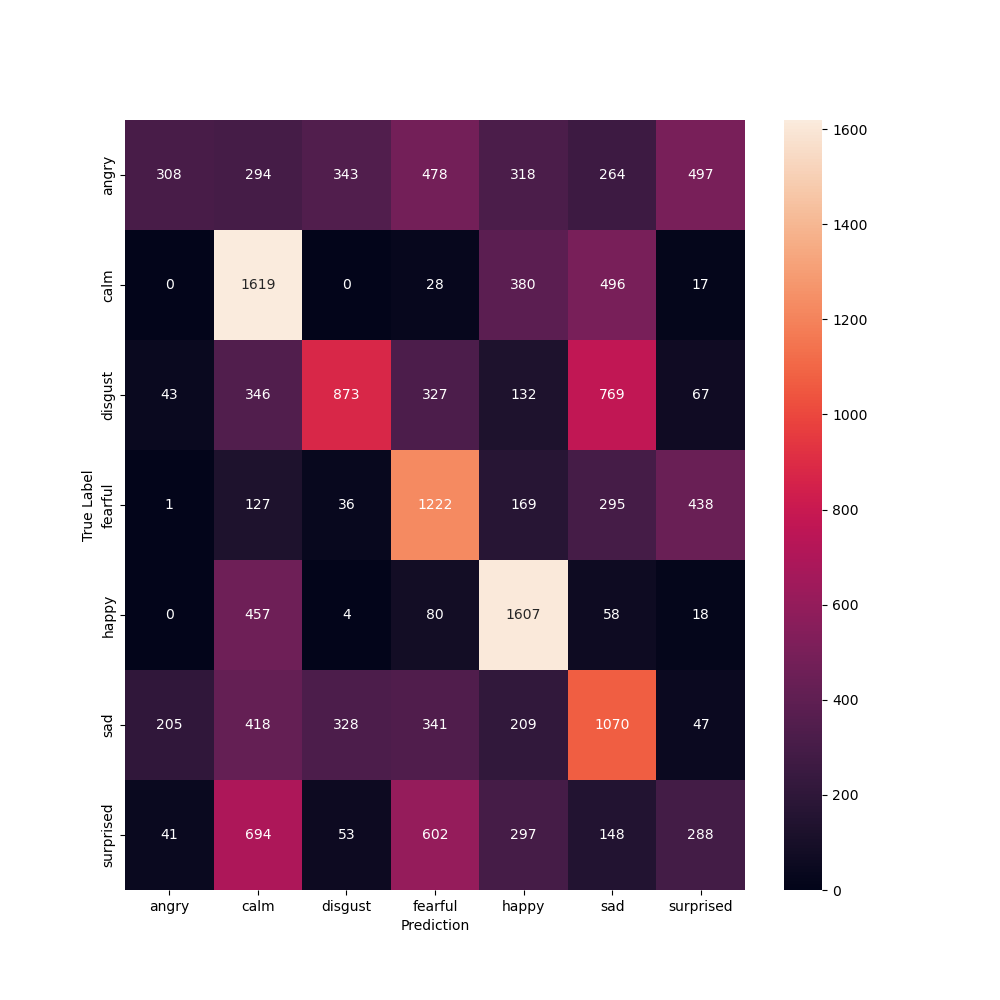 angry 308 294 343 478 318 264 497
calm 0 1619 0 28 380 496 17
disgust 43 346 873 327 132 769 67
fearful 1 127 36 1222 169 295 438
happy 0 457 4 80 1607 58 18
sad 205 418 328 341 209 1070 47
surprised 41 694 53 602 297 148 288
True Label
angry calm disgust fearful happy sad surprised
Prediction
1600
1400
1200
1000
800
600
400
200
0